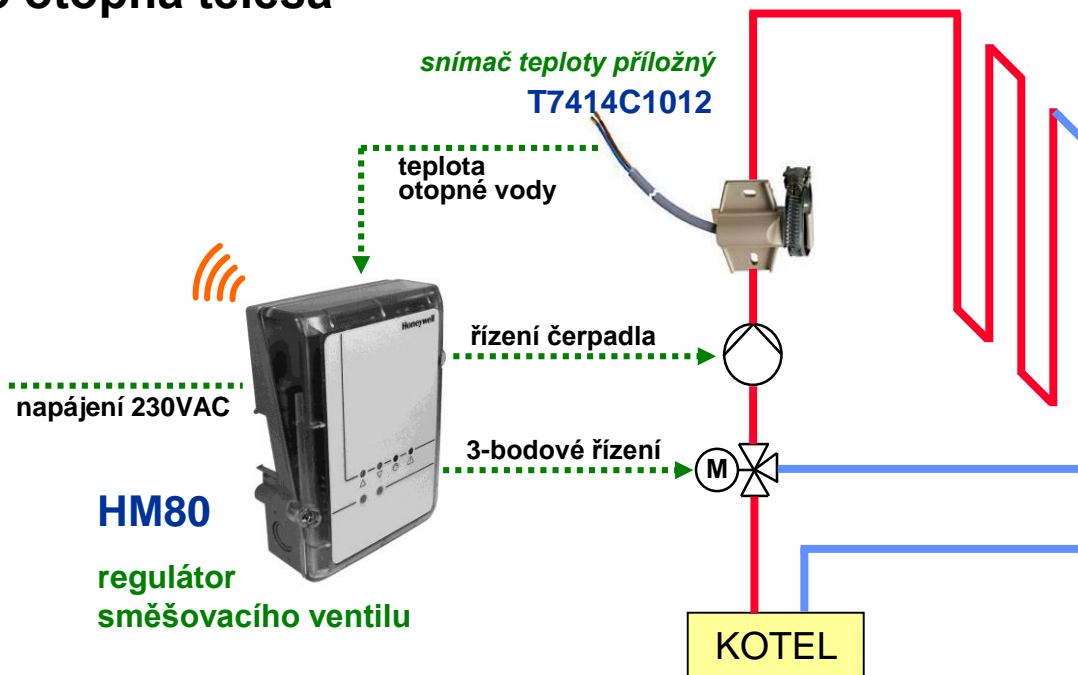 o otopná tělesa
snímač teploty příložný
T7414C1012
teplota
otopné vody
Honeywell
řízení čerpadla
napájení 230VAC
3-bodové řízení
M
HM80
regulátor
směšovacího ventilu
KOTEL